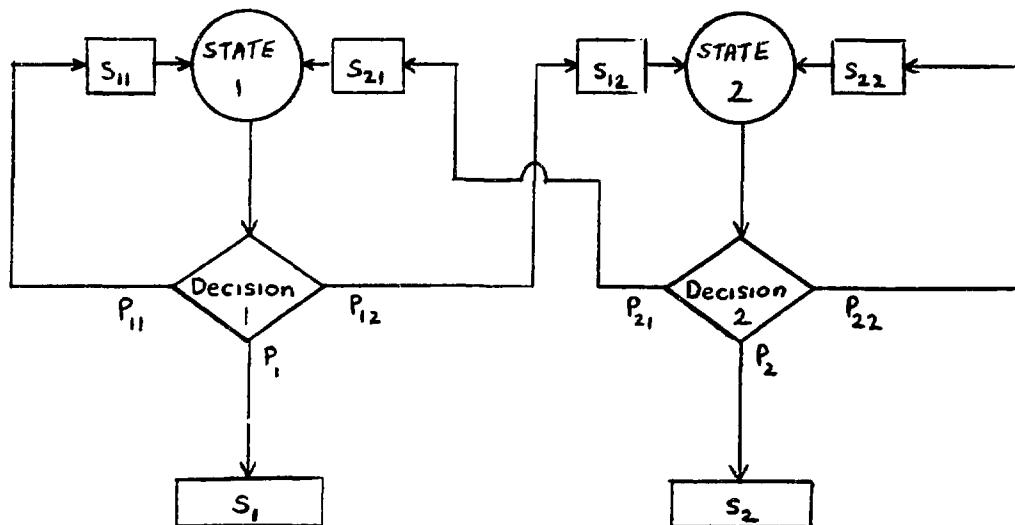 S₁₁
STATE
1
S₂₁
S₁₂
STATE
2
S₂₂
Decision
1
P₁₁
P₁₂
P₁
Decision
2
P₂₁
P₂₂
P₂
S₁
S₂